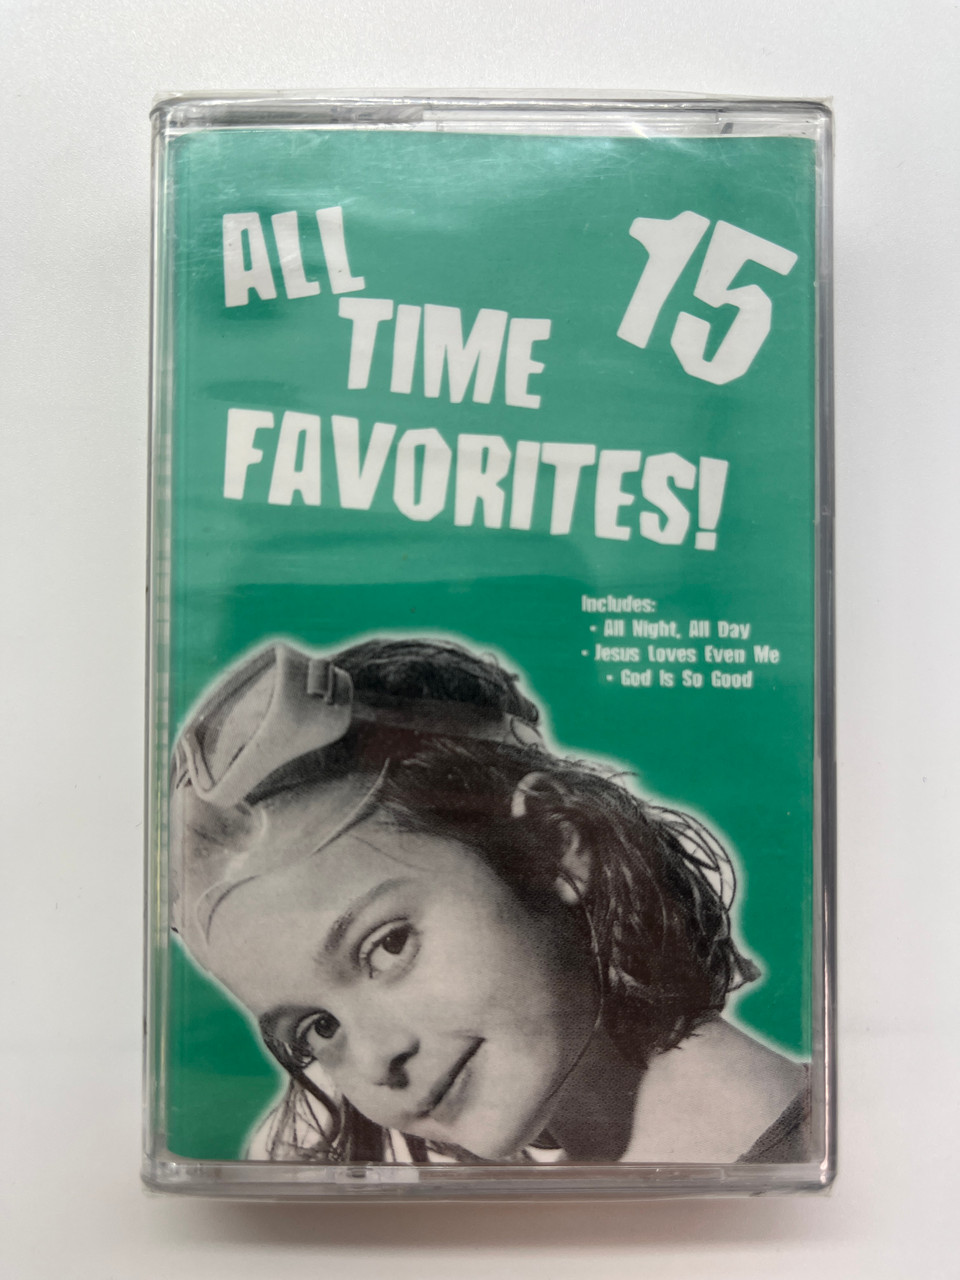 ALL
TIME
FAVORITES!
15
Includes:
• All Night, All Day
• Jesus Loves Even Me
• God Is So Good